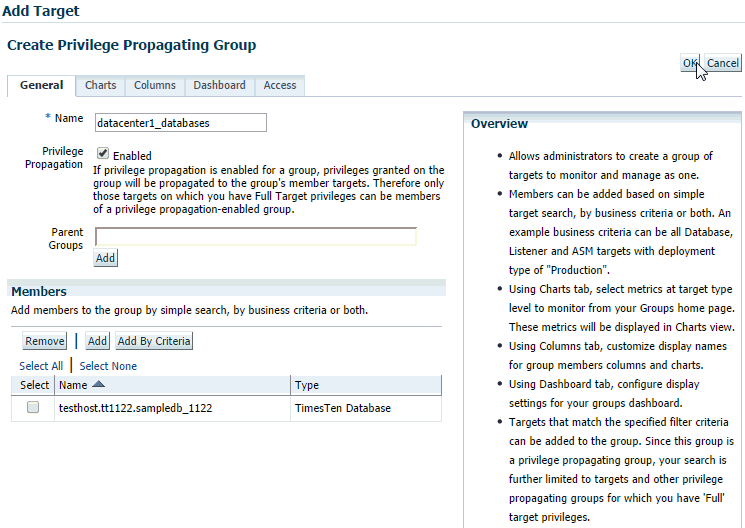 Add Target
Create Privilege Propagating Group
OK Cancel
General Charts Columns Dashboard Access
* Name datacenter1_databases
Privilege Propagation
Enabled
If privilege propagation is enabled for a group, privileges granted on the
group will be propagated to the group's member targets. Therefore only
those targets on which you have Full Target privileges can be members
of a privilege propagation-enabled group.
Parent
Groups
Add
Members
Add members to the group by simple search, by business criteria or both.
Remove Add Add By Criteria
Select All Select None
Select Name Type
testhost.tt1122.sampledb_1122 TimesTen Database
Overview
• Allows administrators to create a group of
targets to monitor and manage as one.
• Members can be added based on simple
target search, by business criteria or both. An
example business criteria can be all Database,
Listener and ASM targets with deployment
type of "Production".
• Using Charts tab, select metrics at target type
level to monitor from your Groups home page.
These metrics will be displayed in Charts view.
• Using Columns tab, customize display names
for group members columns and charts.
• Using Dashboard tab, configure display
settings for your groups dashboard.
• Targets that match the specified filter criteria
can be added to the group. Since this group is
a privilege propagating group, your search is
further limited to targets and other privilege
propagating groups for which you have 'Full'
target privileges.